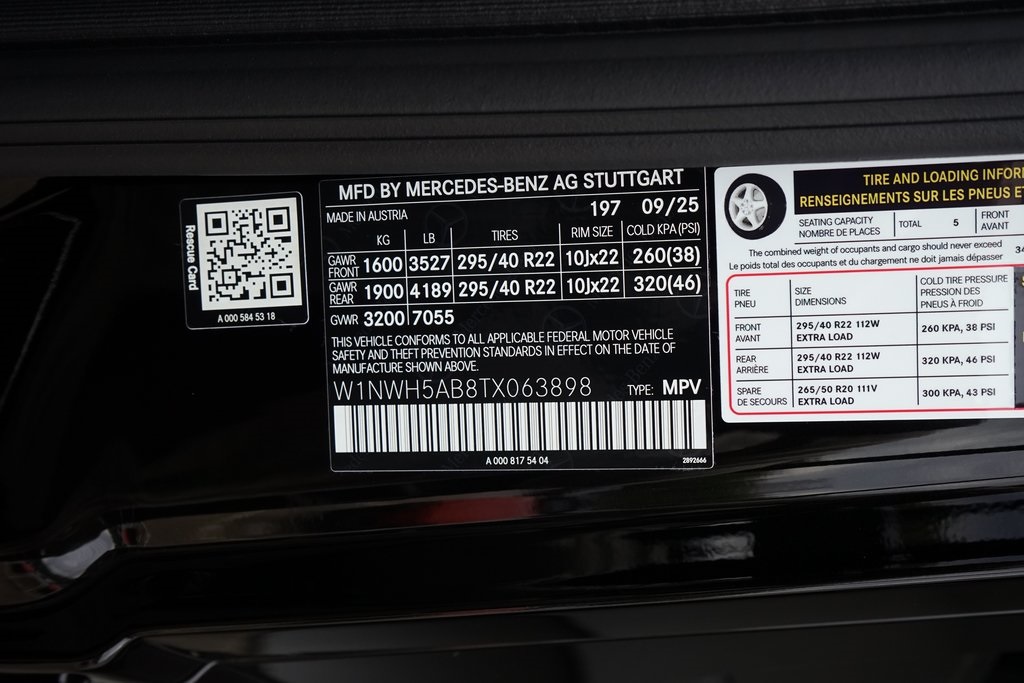 Rescue Card
A 000 584 53 18
MFD BY MERCEDES-BENZ AG STUTTGART
MADE IN AUSTRIA 197 09/25
KG LB TIRES RIM SIZE COLD KPA (PSI)
GAWR FRONT 1600 3527 295/40 R22 10Jx22 260(38)
GAWR REAR 1900 4189 295/40 R22 10Jx22 320(46)
GVWR 3200 7055
THIS VEHICLE CONFORMS TO ALL APPLICABLE FEDERAL MOTOR VEHICLE
SAFETY AND THEFT PREVENTION STANDARDS IN EFFECT ON THE DATE OF
MANUFACTURE SHOWN ABOVE.
W1NWH5AB8TX063898 TYPE: MPV
A 000 817 54 04 2892666
TIRE AND LOADING INFOR
RENSEIGNEMENTS SUR LES PNEUS E
SEATING CAPACITY TOTAL 5 FRONT
NOMBRE DE PLACES AVANT
The combined weight of occupants and cargo should never exceed
Le poids total des occupants et du chargement ne doit jamais dépasser
TIRE SIZE COLD TIRE PRESSURE
PNEU DIMENSIONS PRESSION DES
PNEUS À FROID
FRONT 295/40 R22 112W 260 KPA, 38 PSI
AVANT EXTRA LOAD
REAR 295/40 R22 112W 320 KPA, 46 PSI
ARRIÈRE EXTRA LOAD
SPARE 265/50 R20 111V 300 KPA, 43 PSI
DE SECOURS EXTRA LOAD